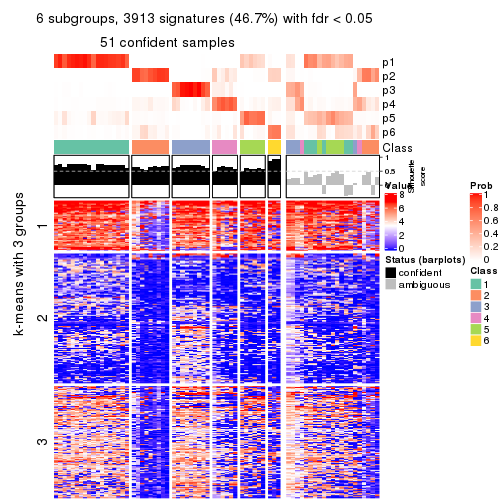 6 subgroups, 3913 signatures (46.7%) with fdr < 0.05
51 confident samples
p1
p2
p3
p4
p5
p6
Class
1
0.5
0
Silhouette
score
k-means with 3 groups
1
2
3
Value
8
6
4
2
0
Status (barplots)
confident
ambiguous
Prob
1
0.8
0.6
0.4
0.2
0
Class
1
2
3
4
5
6